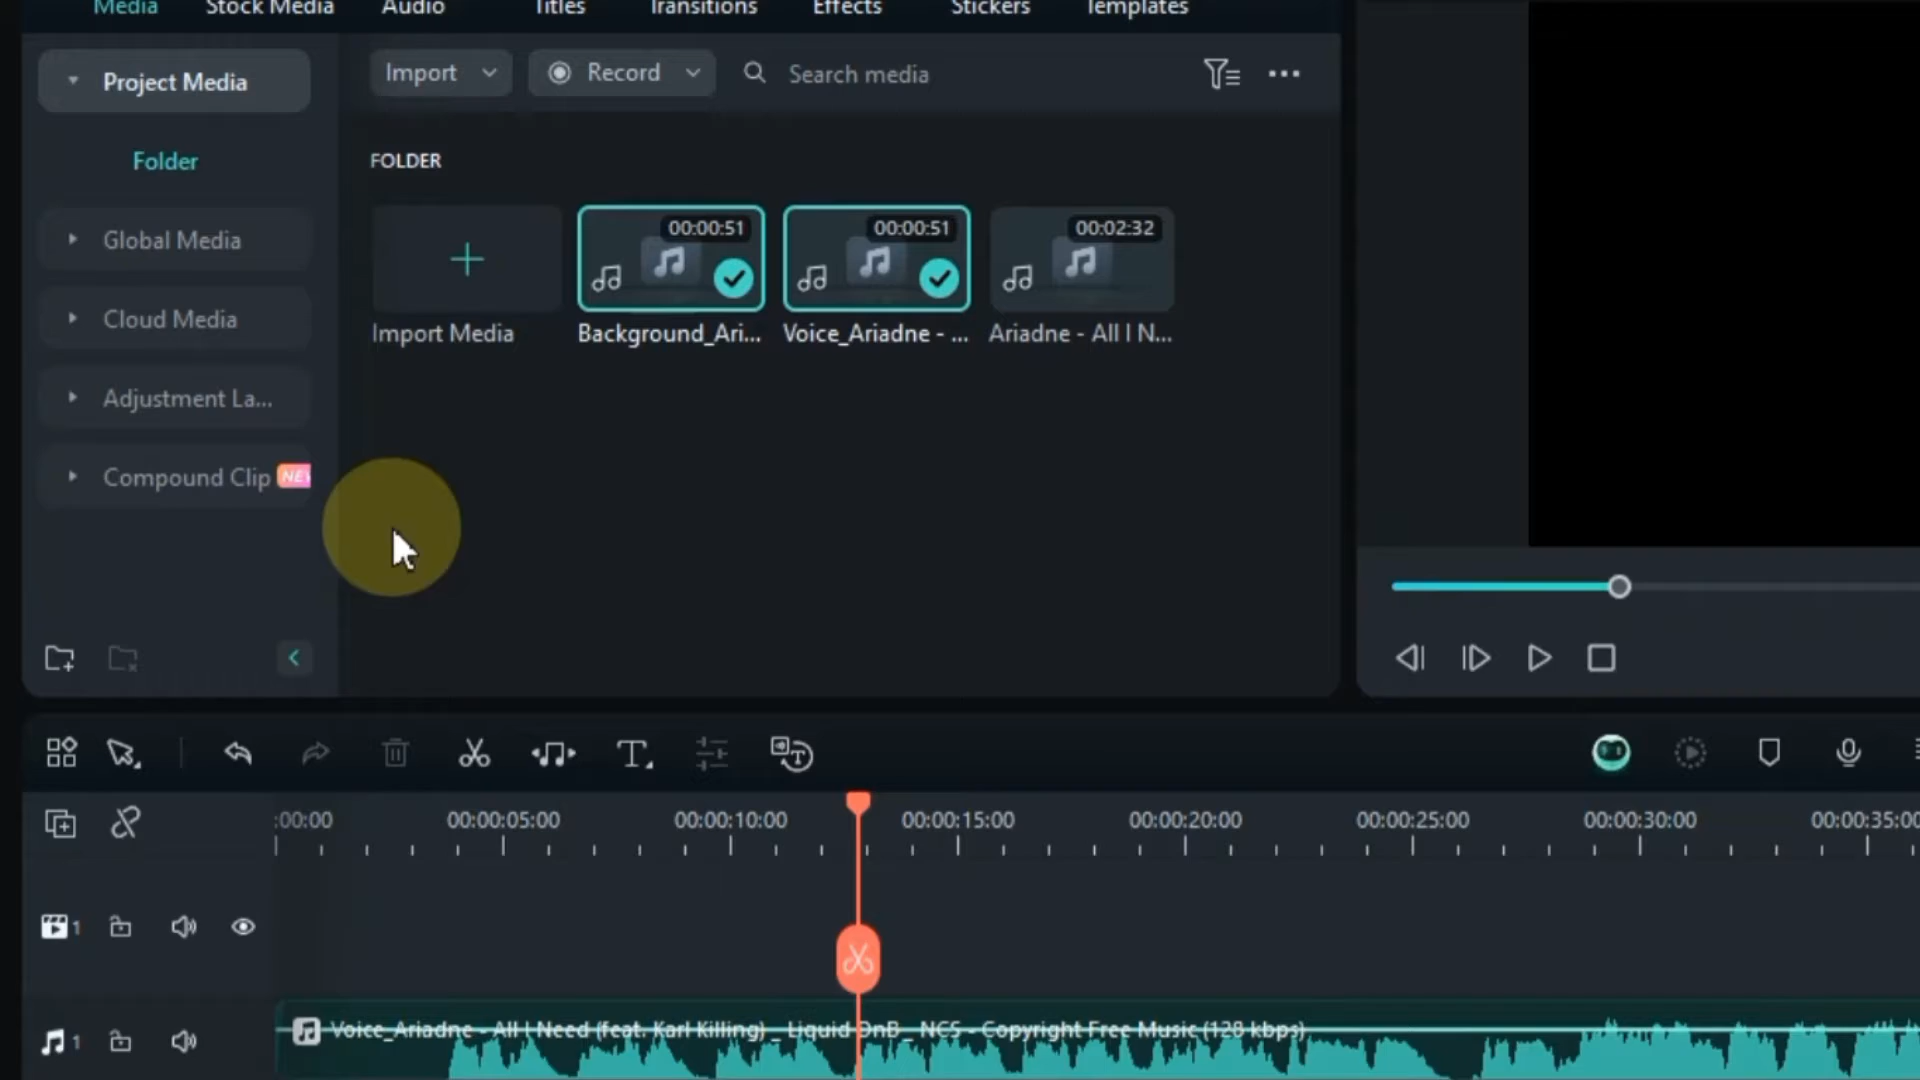 Media Stock Media Audio Titles Transitions Effects Stickers Templates
Project Media
Import
Record
Search media
Folder
FOLDER
Global Media
00:00:51
00:00:51
00:02:32
Cloud Media
Import Media
Background_Ari...
Voice_Ariadne - ...
Ariadne - All I N...
Adjustment La...
Compound Clip
NEW
T
T
:00:00 00:00:05:00 00:00:10:00 00:00:15:00 00:00:20:00 00:00:25:00 00:00:30:00 00:00:35:00
1
Voice_Ariadne - All I Need (feat. Karl Killing) _ Liquid DnB _ NCS - Copyright Free Music (128 kbps)
1